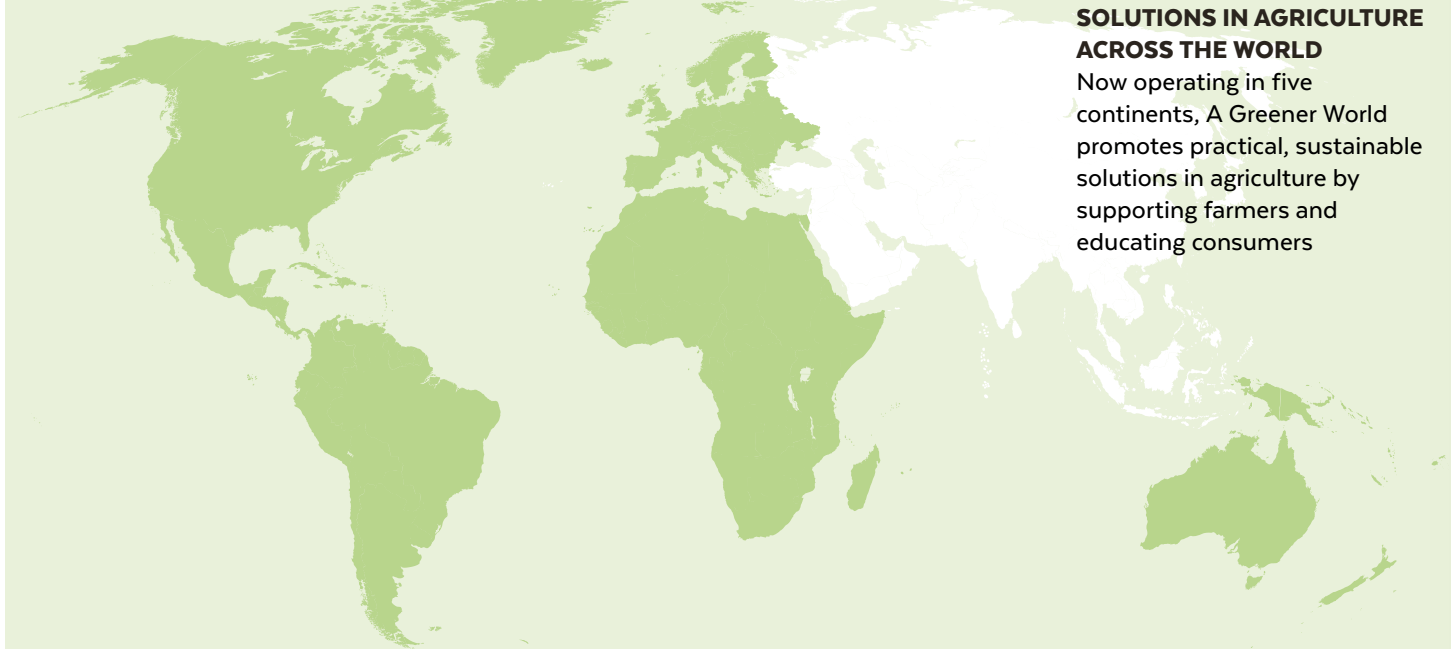 SOLUTIONS IN AGRICULTURE
ACROSS THE WORLD
Now operating in five
continents, A Greener World
promotes practical, sustainable
solutions in agriculture by
supporting farmers and
educating consumers